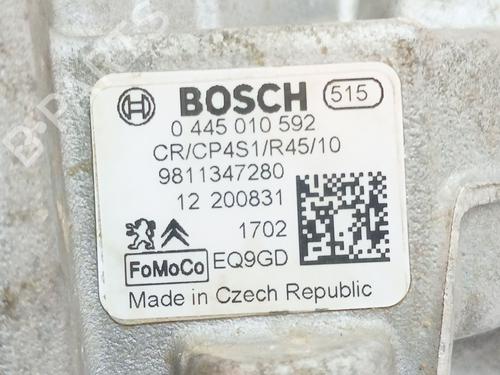 BOSCH 515
0 445 010 592
CR/CP4S1/R45/10
9811347280
12 200831
1702
FoMoCo EQ9GD
Made in Czech Republic